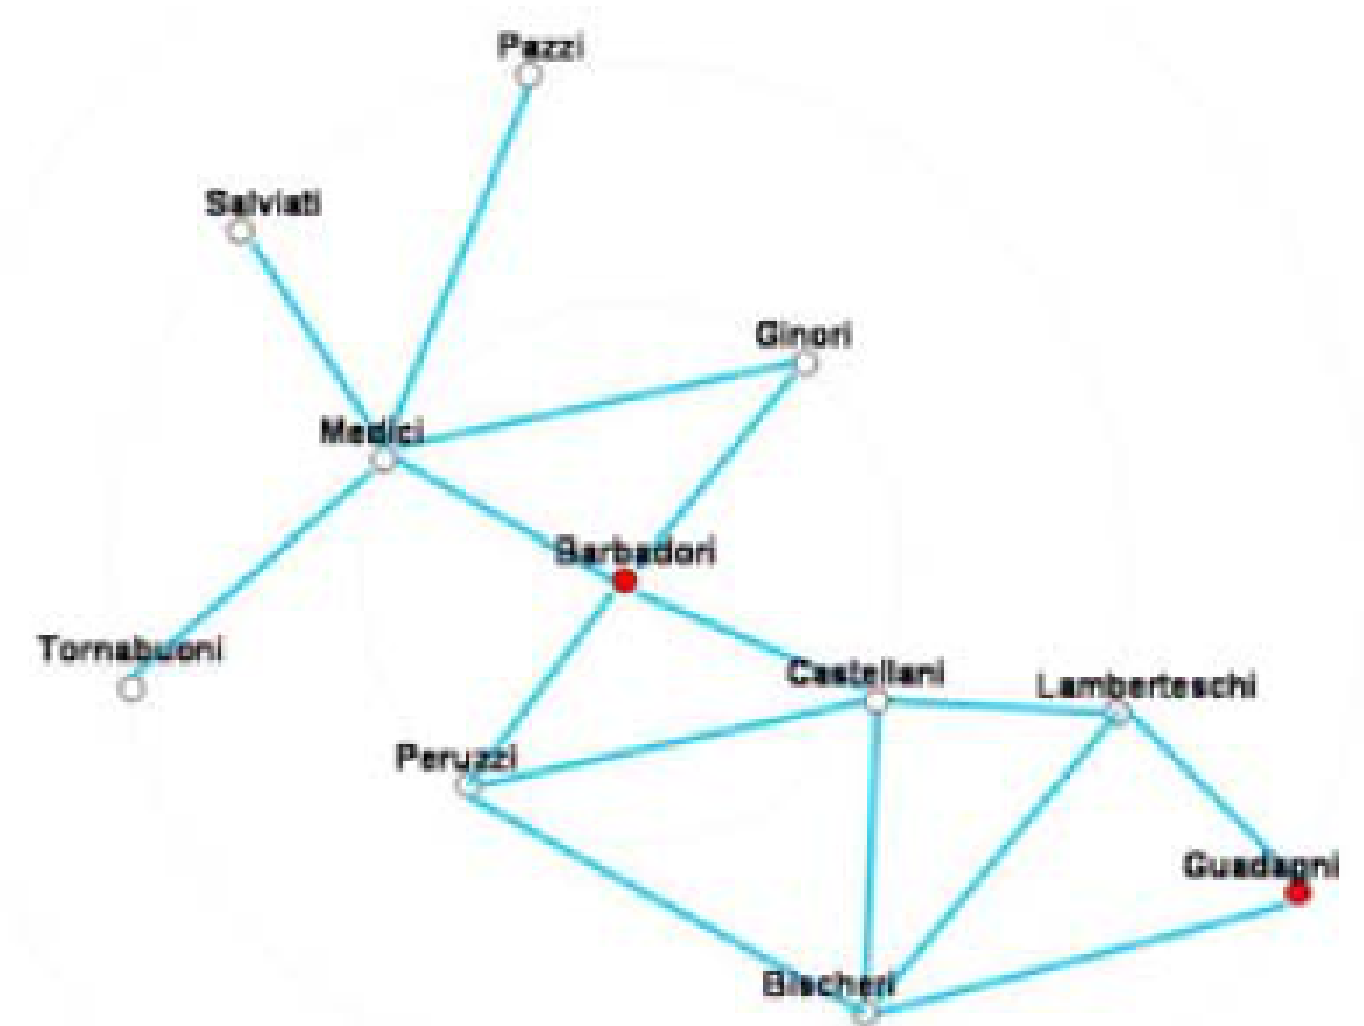 Pazzi
Salviati
Ginori
Medici
Barbadori
Tornabuoni
Castellani
Lamberteschi
Peruzzi
Guadagni
Bischeri